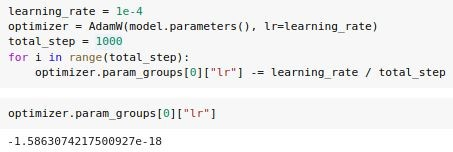 learning_rate = 1e-4
optimizer = AdamW(model.parameters(), lr=learning_rate)
total_step = 1000
for i in range(total_step):
    optimizer.param_groups[0]["lr"] -= learning_rate / total_step
optimizer.param_groups[0]["lr"]
-1.5863074217500927e-18